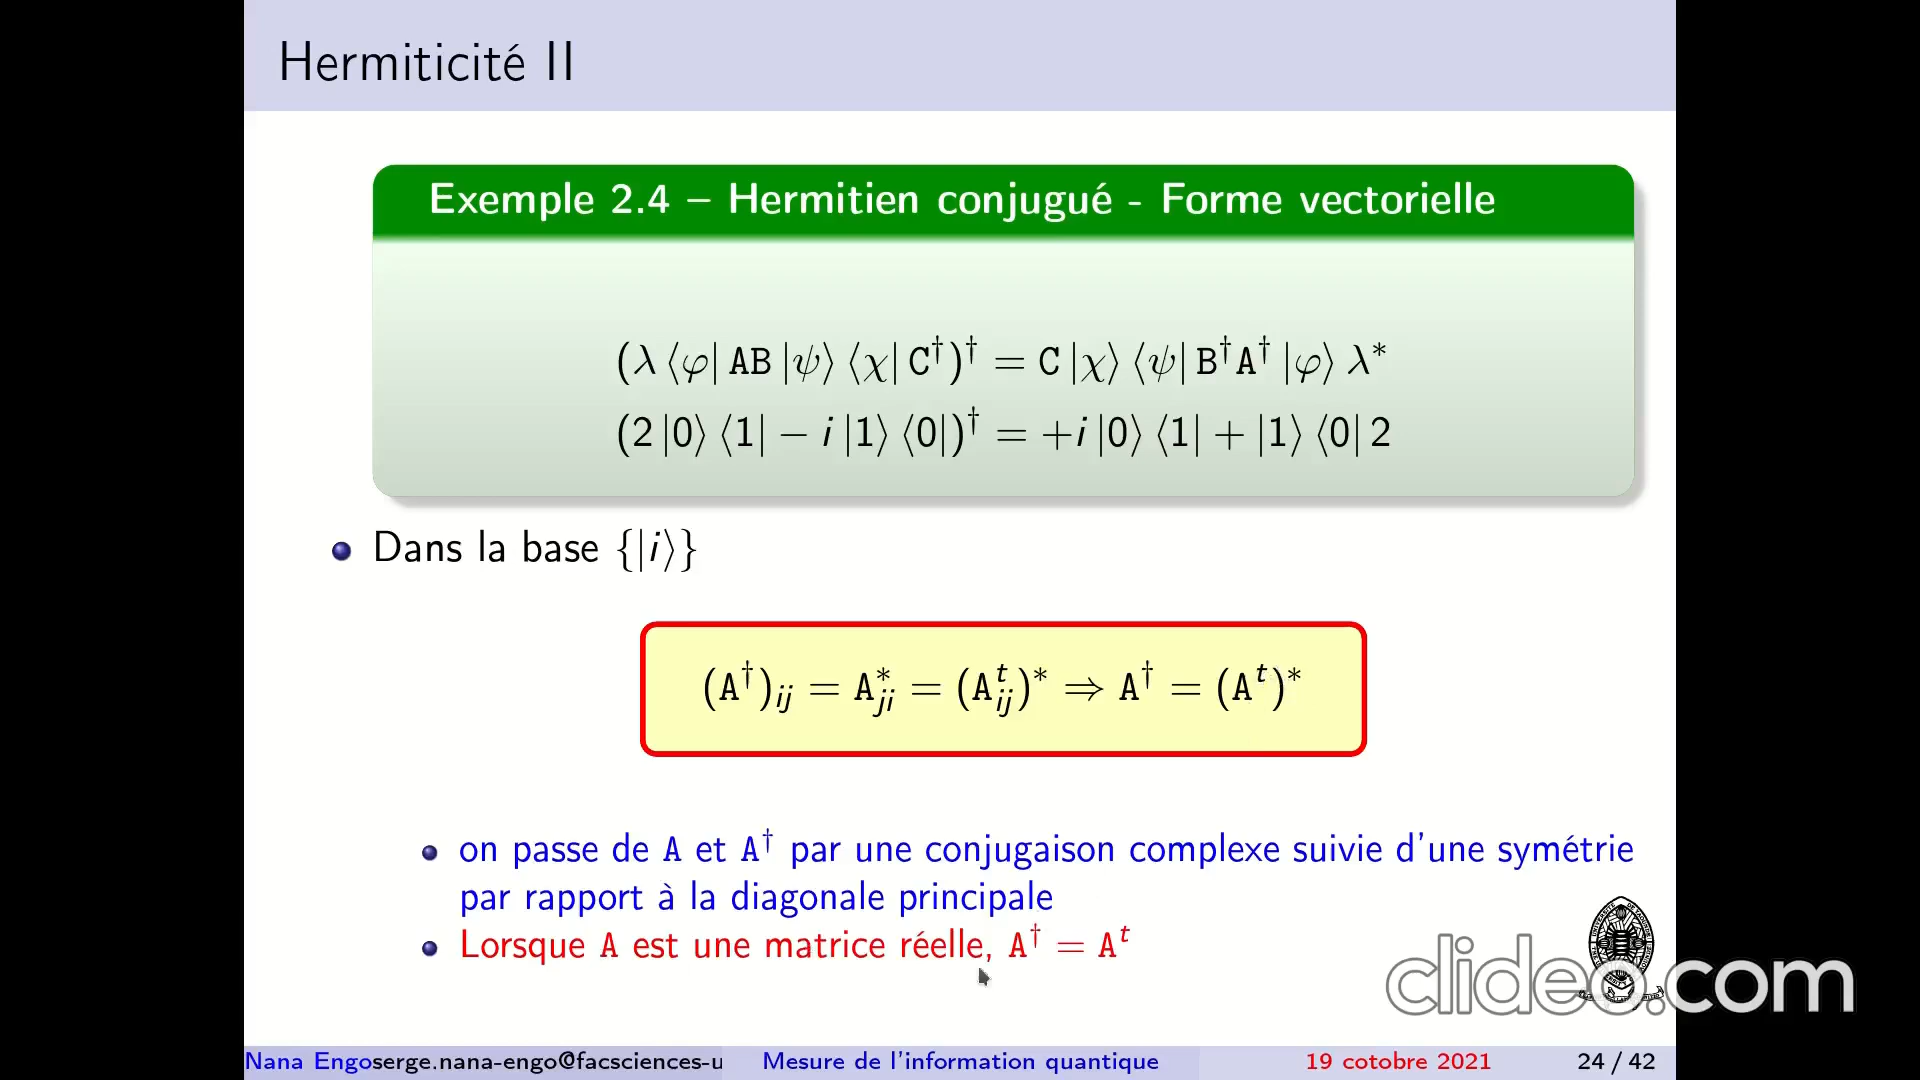 Hermiticité II
Exemple 2.4 – Hermitien conjugué - Forme vectorielle
(λ ⟨φ| AB |ψ⟩ ⟨χ| C†)† = C |χ⟩ ⟨ψ| B†A† |φ⟩ λ*
(2 |0⟩ ⟨1| − i |1⟩ ⟨0|)† = +i |0⟩ ⟨1| + |1⟩ ⟨0| 2
Dans la base {|i⟩}
(A†)ij = A*ji = (Atij)* ⇒ A† = (At)*
on passe de A et A† par une conjugaison complexe suivie d'une symétrie
par rapport à la diagonale principale
Lorsque A est une matrice réelle, A† = At
clideo.com
Nana Engoserge.nana-engo@facsciences-u Mesure de l'information quantique 19 cotobre 2021 24 / 42